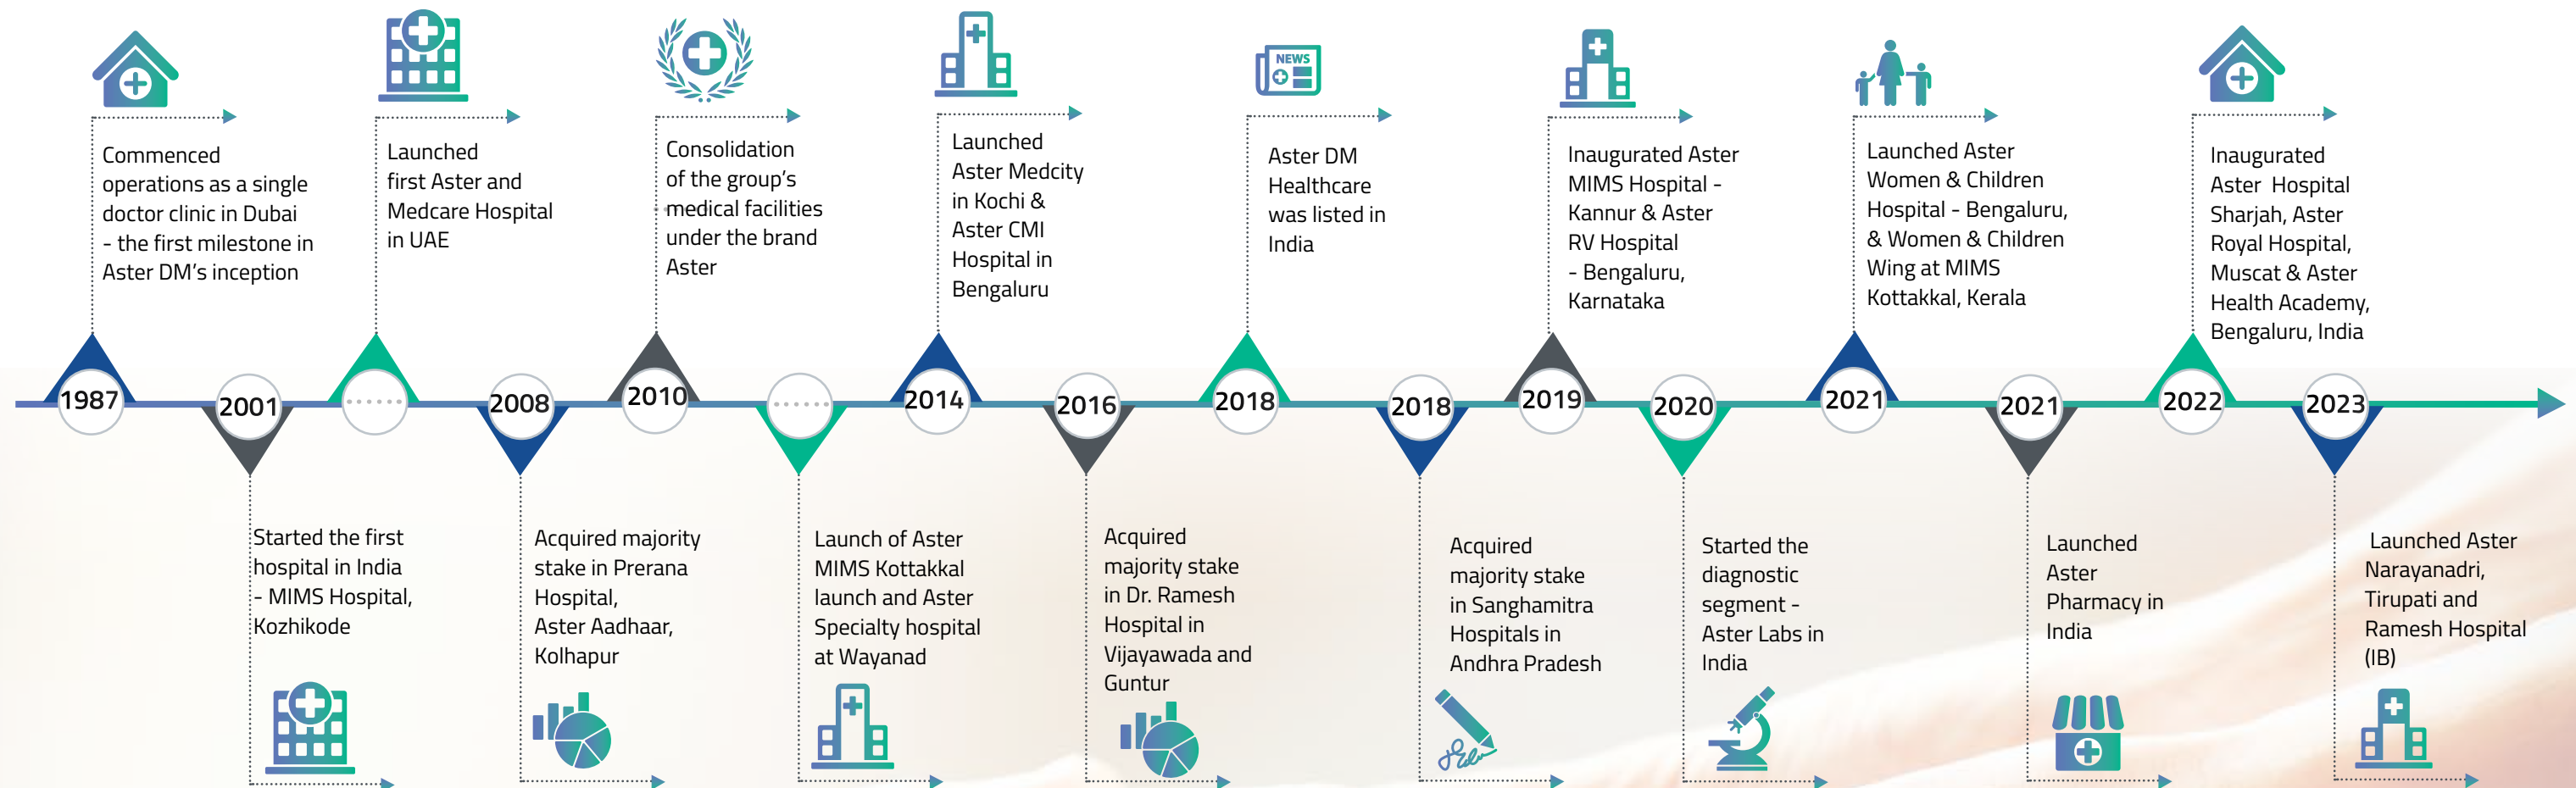 NEWS
Commenced
operations as a single
doctor clinic in Dubai
- the first milestone in
Aster DM's inception
Launched
first Aster and
Medcare Hospital
in UAE
Consolidation
of the group's
medical facilities
under the brand
Aster
Launched
Aster Medcity
in Kochi &
Aster CMI
Hospital in
Bengaluru
Aster DM
Healthcare
was listed in
India
Inaugurated Aster
MIMS Hospital -
Kannur & Aster
RV Hospital
- Bengaluru,
Karnataka
Launched Aster
Women & Children
Hospital - Bengaluru,
& Women & Children
Wing at MIMS
Kottakkal, Kerala
Inaugurated
Aster Hospital
Sharjah, Aster
Royal Hospital,
Muscat & Aster
Health Academy,
Bengaluru, India
1987
2001
......
2008
2010
......
2014
2016
2018
2018
2019
2020
2021
2021
2022
2023
Started the first
hospital in India
- MIMS Hospital,
Kozhikode
Acquired majority
stake in Prerana
Hospital,
Aster Aadhaar,
Kolhapur
Launch of Aster
MIMS Kottakkal
launch and Aster
Specialty hospital
at Wayanad
Acquired
majority stake
in Dr. Ramesh
Hospital in
Vijayawada and
Guntur
Acquired
majority stake
in Sanghamitra
Hospitals in
Andhra Pradesh
Started the
diagnostic
segment -
Aster Labs in
India
Launched
Aster
Pharmacy in
India
Launched Aster
Narayanadri,
Tirupati and
Ramesh Hospital
(IB)